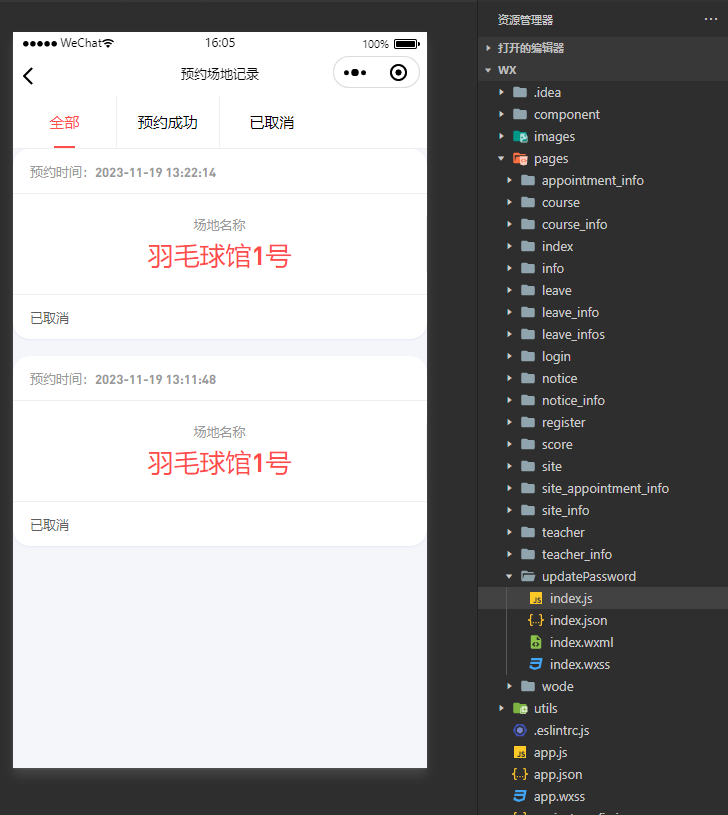 WeChat
16:05
100%
预约场地记录
全部
预约成功
已取消
预约时间：2023-11-19 13:22:14
场地名称
羽毛球馆1号
已取消
预约时间：2023-11-19 13:11:48
场地名称
羽毛球馆1号
已取消
资源管理器
打开的编辑器
WX
.idea
component
images
pages
appointment_info
course
course_info
index
info
leave
leave_info
leave_infos
login
notice
notice_info
register
score
site
site_appointment_info
site_info
teacher
teacher_info
updatePassword
JS index.js
index.json
index.wxml
index.wxss
wode
utils
.eslintrc.js
JS app.js
app.json
app.wxss